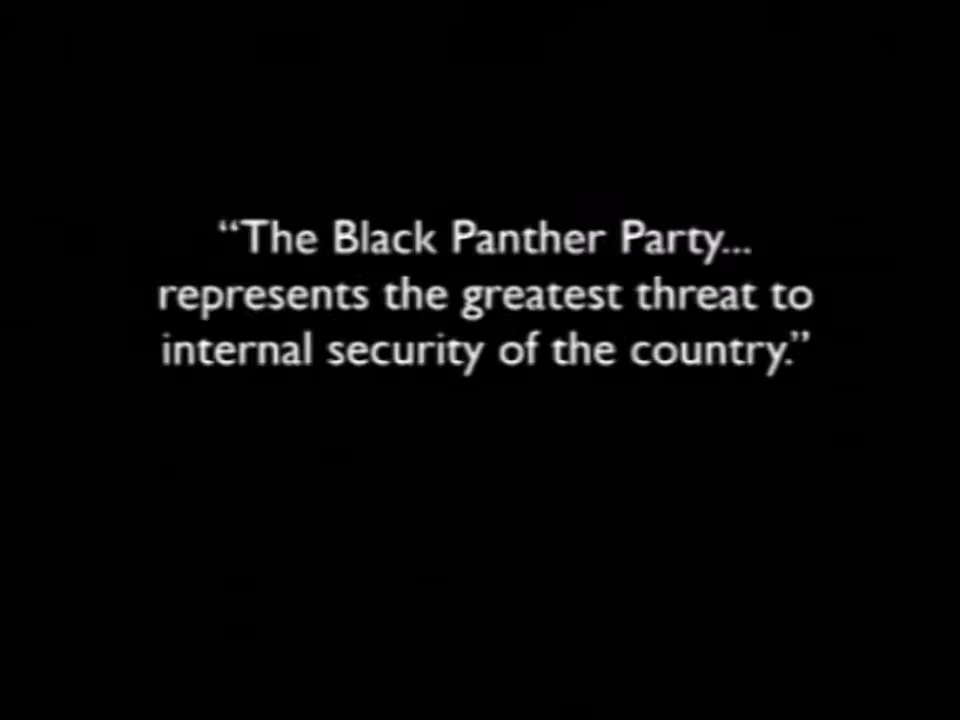 “The Black Panther Party...
represents the greatest threat to
internal security of the country.”